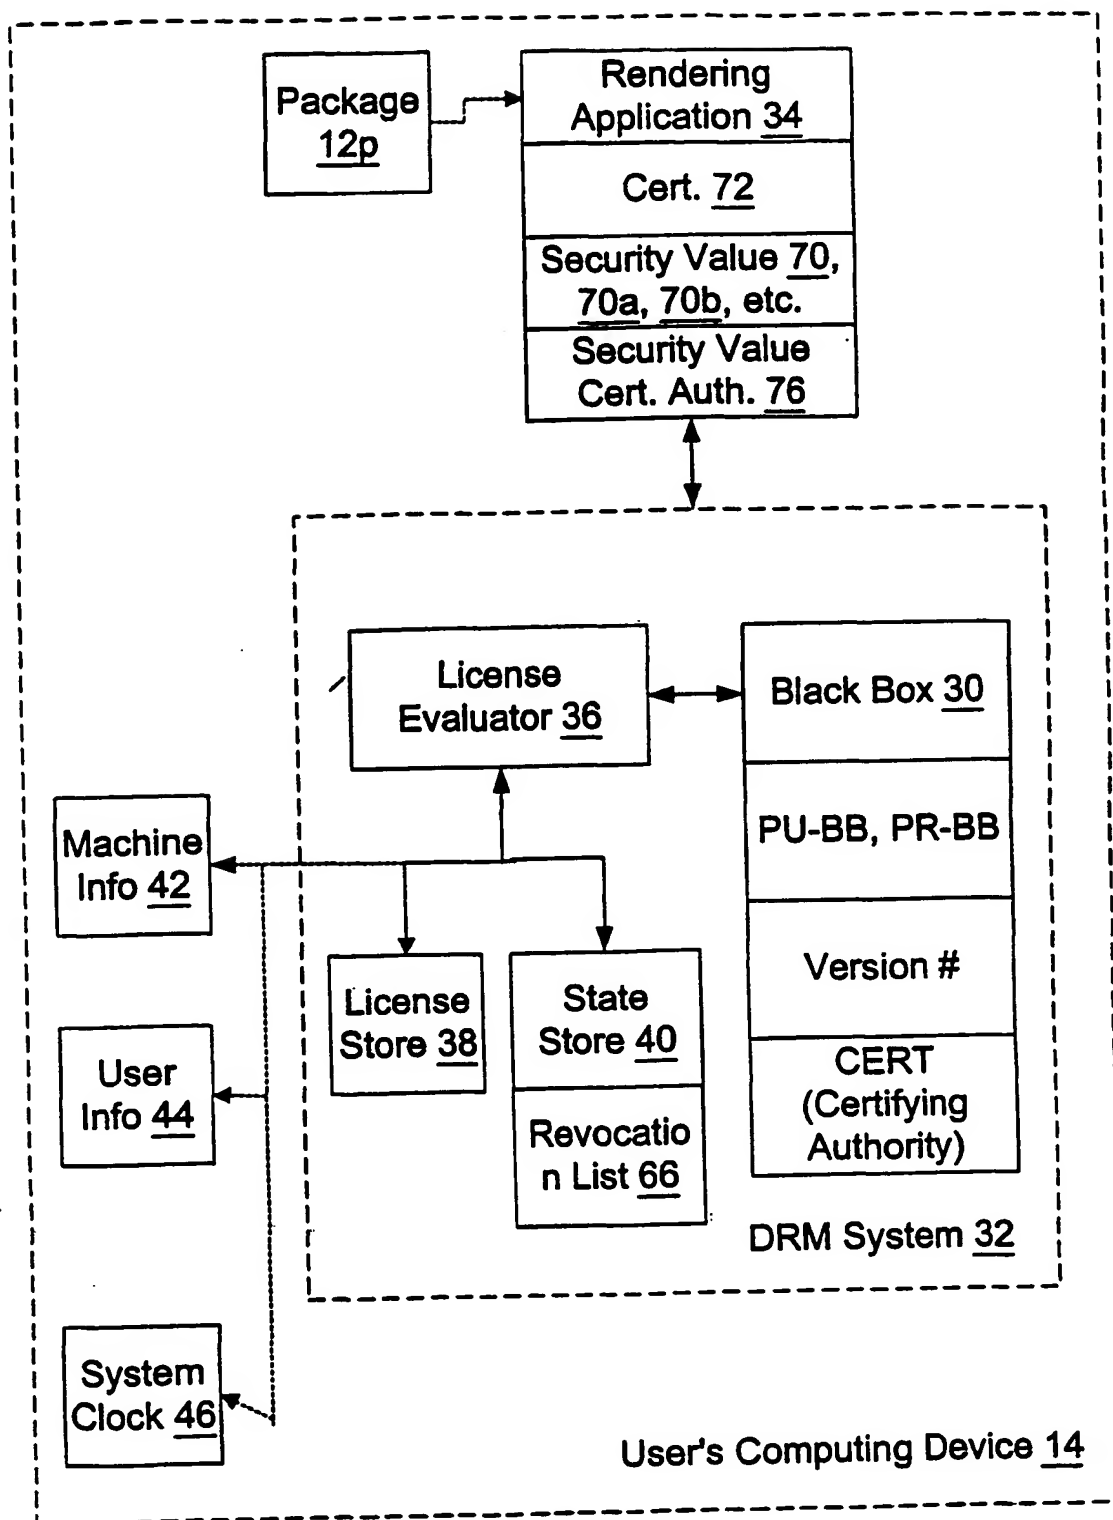 Package
12p
Rendering
Application 34
Cert. 72
Security Value 70,
70a, 70b, etc.
Security Value
Cert. Auth. 76
License
Evaluator 36
Black Box 30
PU-BB, PR-BB
Version #
CERT
(Certifying
Authority)
Machine
Info 42
License
Store 38
State
Store 40
Revocatio
n List 66
User
Info 44
DRM System 32
System
Clock 46
User's Computing Device 14